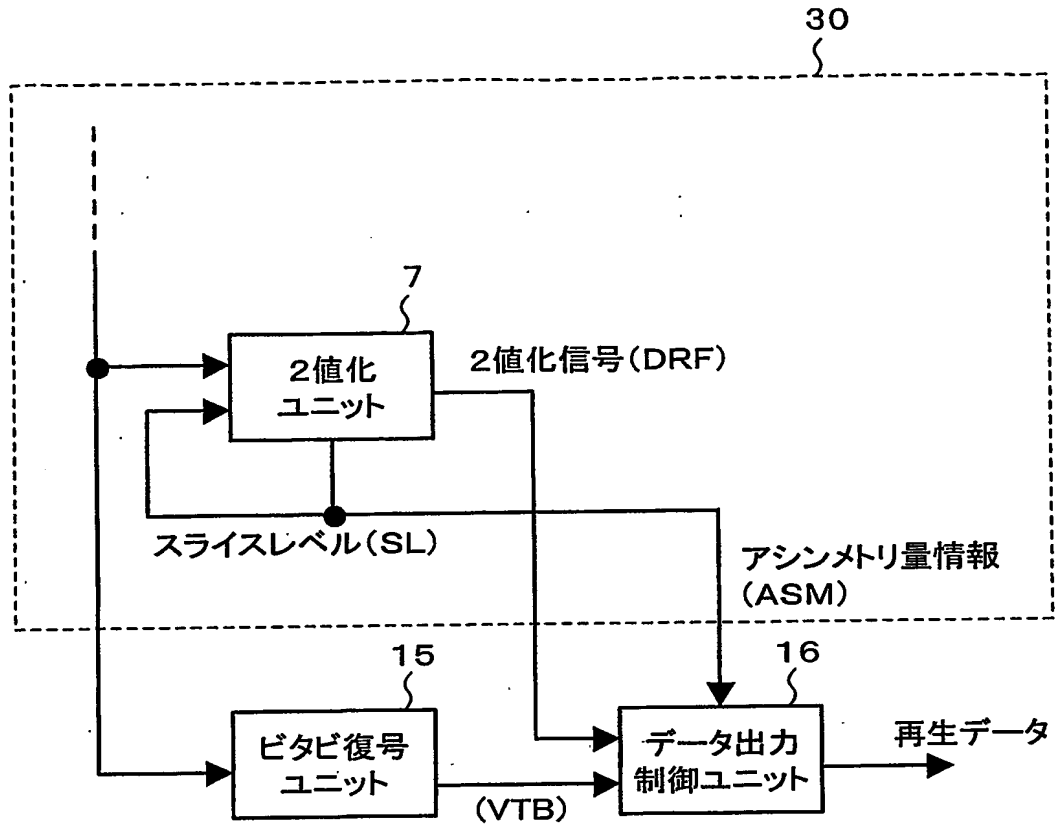 30
7
2値化
ユニット
2値化信号(DRF)
スライスレベル(SL)
アシンメトリ量情報
(ASM)
15
ビタビ復号
ユニット
(VTB)
16
データ出力
制御ユニット
再生データ